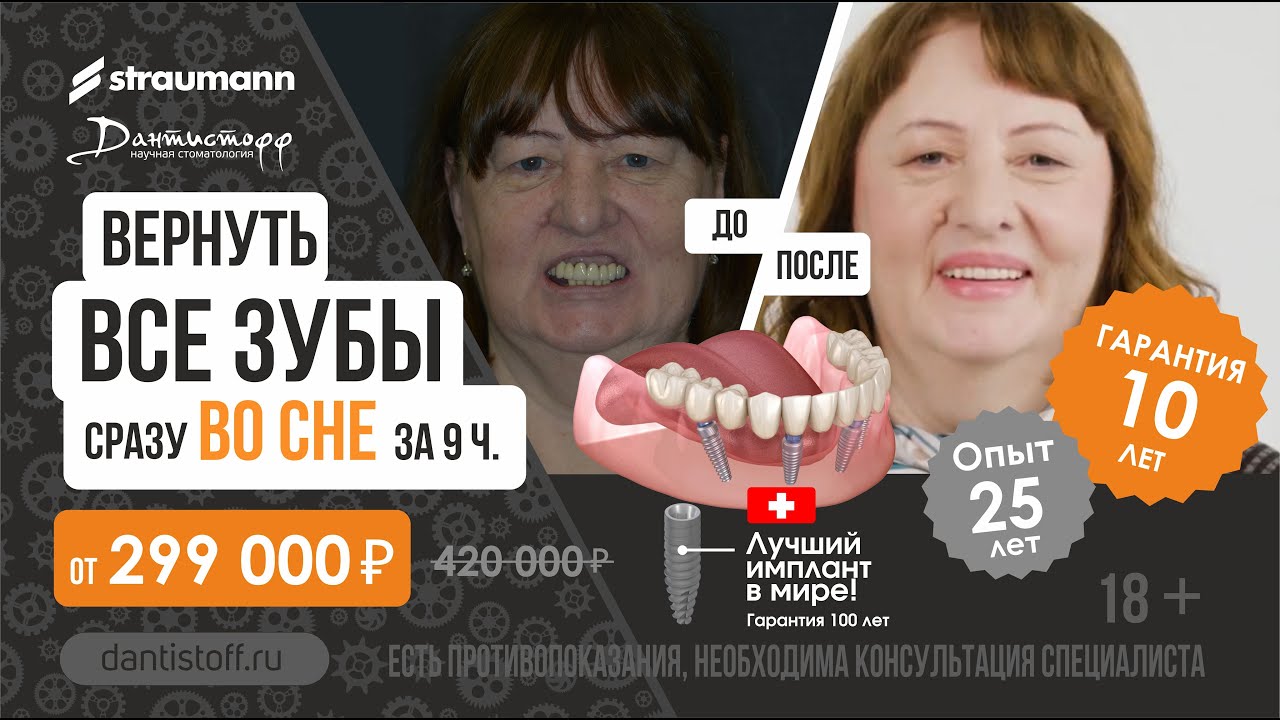 straumann
Дантистофф
научная стоматология
ВЕРНУТЬ
ВСЕ ЗУБЫ
СРАЗУ ВО СНЕ ЗА 9 Ч.
от 299 000 ₽
420 000 ₽
dantistoff.ru
ДО
ПОСЛЕ
ГАРАНТИЯ
10
ЛЕТ
Опыт
25
лет
Лучший
имплант
в мире!
Гарантия 100 лет
18 +
ЕСТЬ ПРОТИВОПОКАЗАНИЯ, НЕОБХОДИМА КОНСУЛЬТАЦИЯ СПЕЦИАЛИСТА